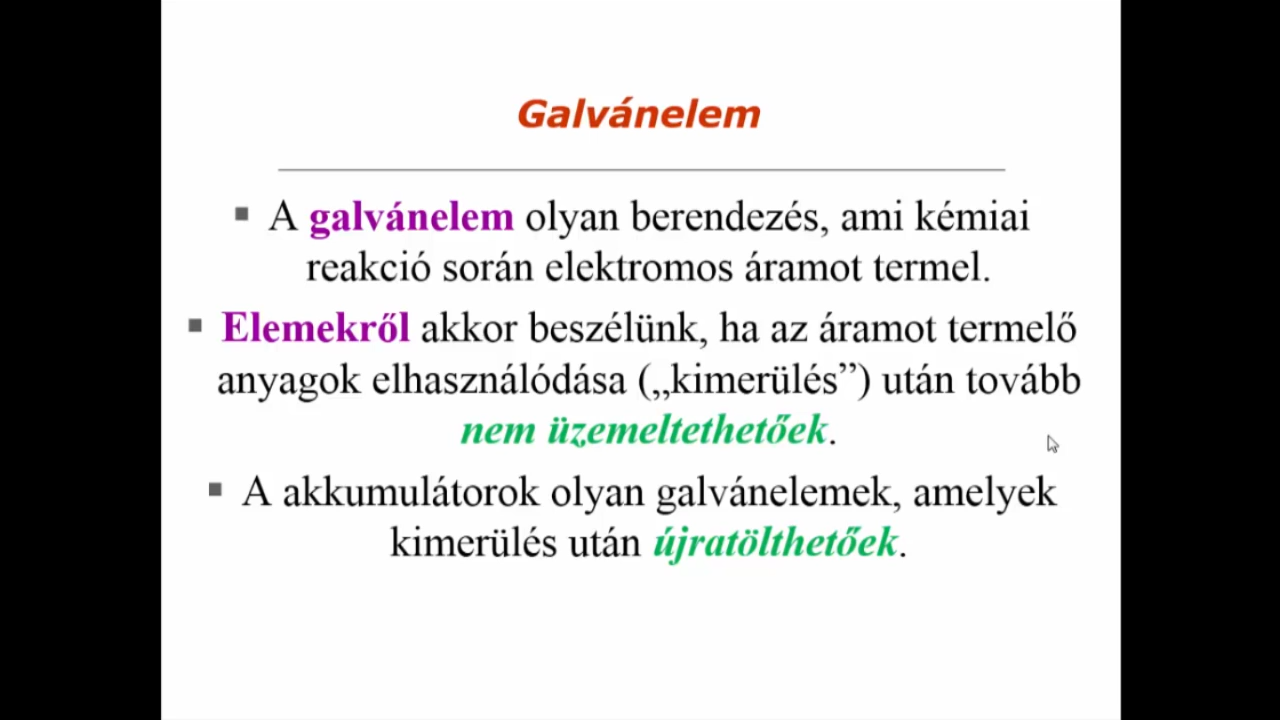 Galvánelem
▪ A galvánelem olyan berendezés, ami kémiai
reakció során elektromos áramot termel.
▪ Elemekről akkor beszélünk, ha az áramot termelő
anyagok elhasználódása („kimerülés”) után tovább
nem üzemeltethetőek.
▪ A akkumulátorok olyan galvánelemek, amelyek
kimerülés után újratölthetőek.